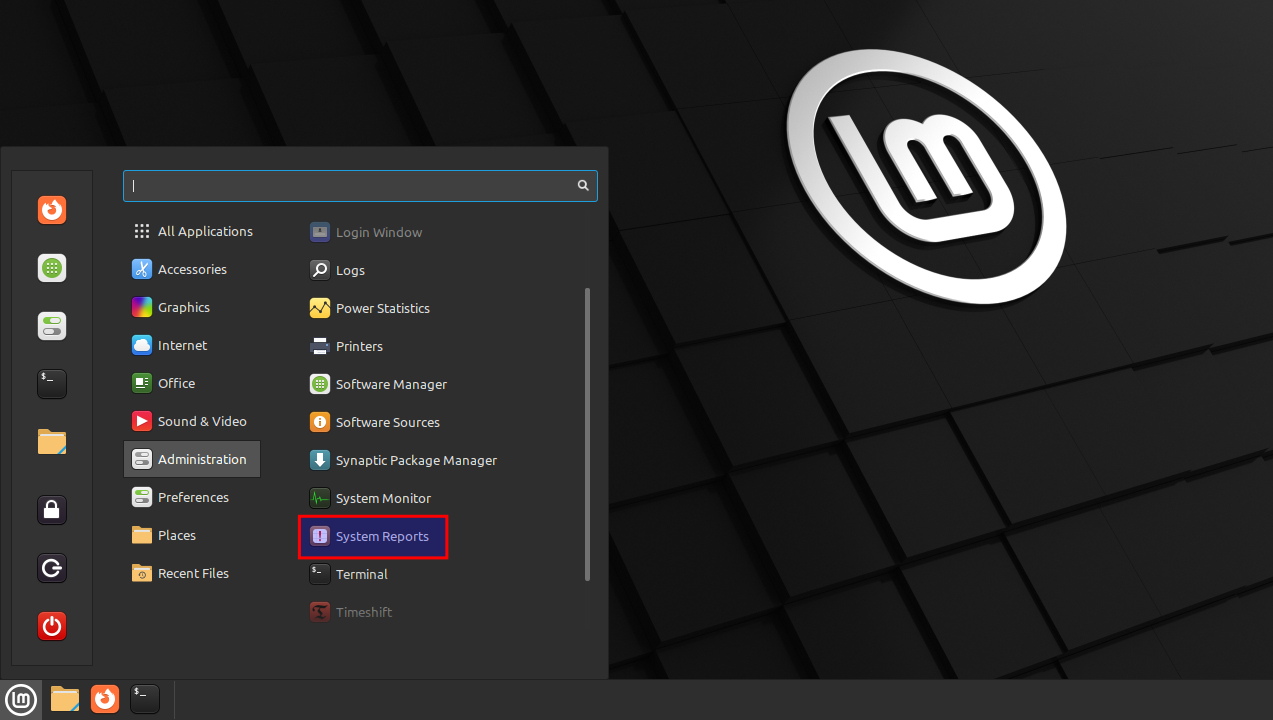 All Applications
Accessories
Graphics
Internet
Office
Sound & Video
Administration
Preferences
Places
Recent Files
Login Window
Logs
Power Statistics
Printers
Software Manager
Software Sources
Synaptic Package Manager
System Monitor
System Reports
Terminal
Timeshift